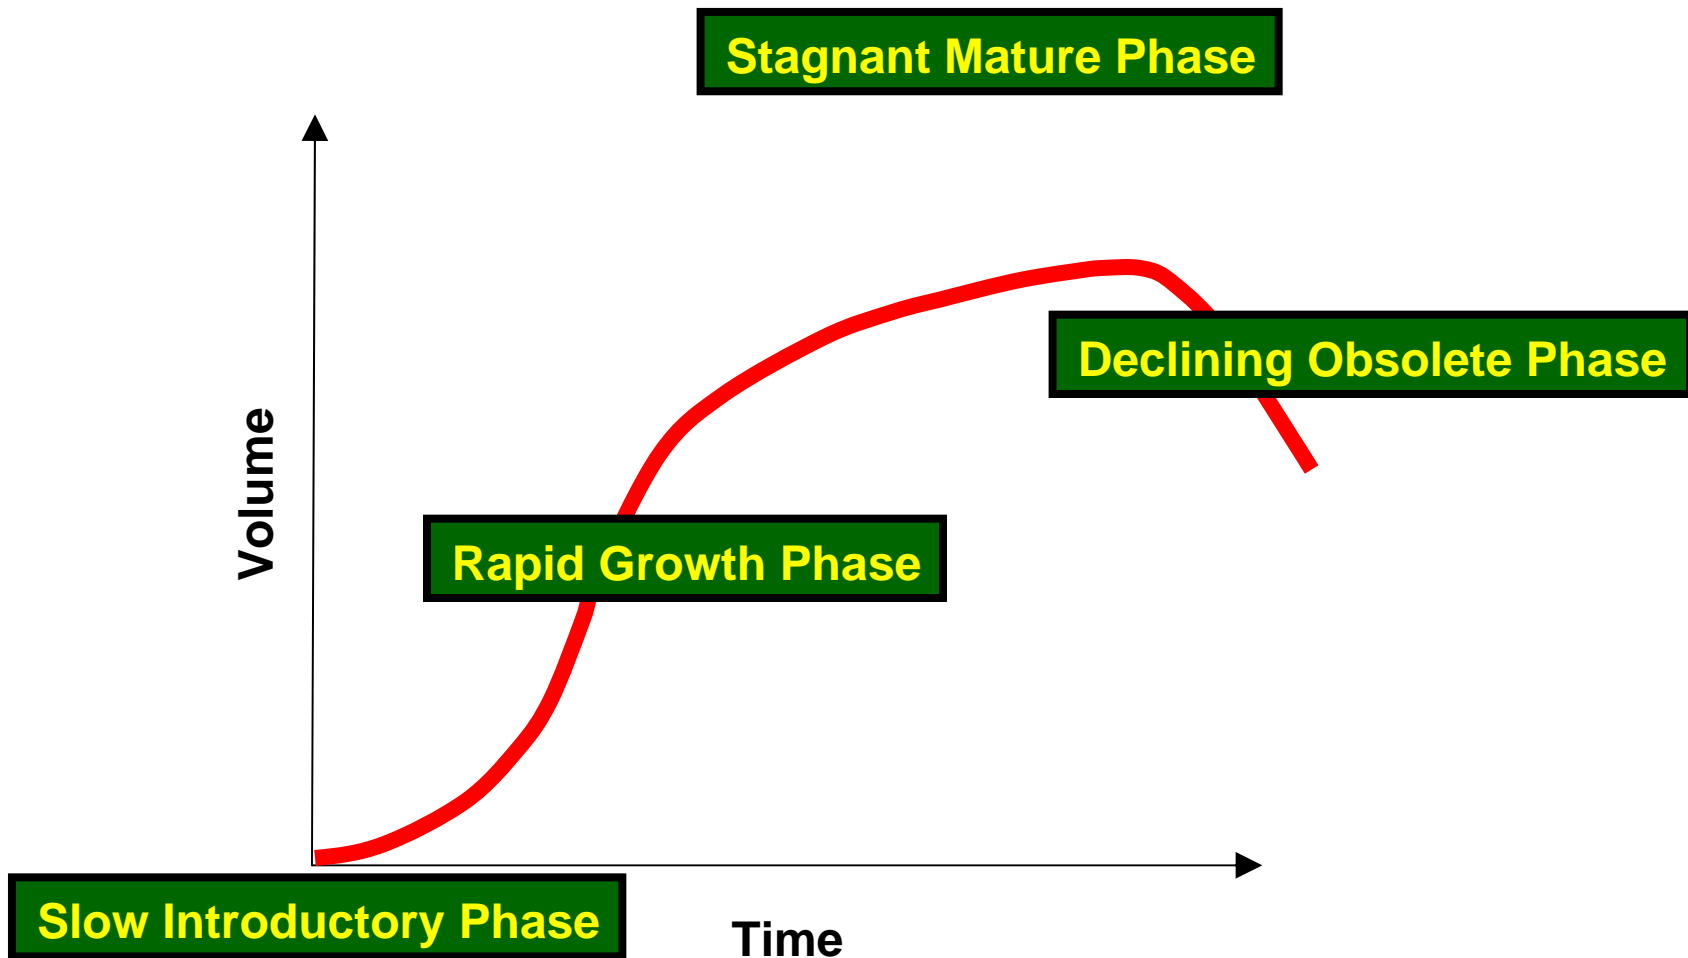 Stagnant Mature Phase
Declining Obsolete Phase
Volume
Rapid Growth Phase
Slow Introductory Phase
Time